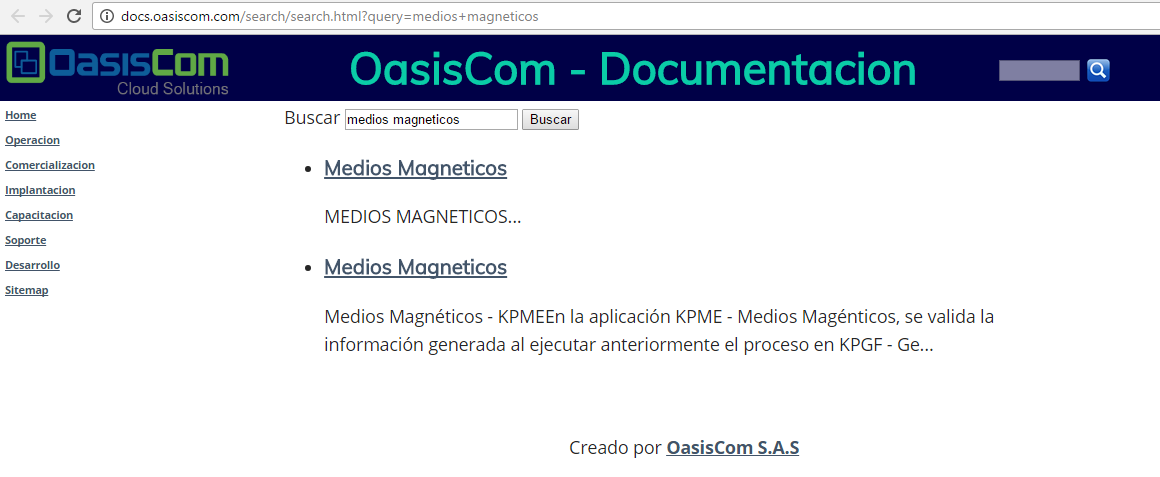 docs.oasiscom.com/search/search.html?query=medios+magneticos
OasisCom
Cloud Solutions
OasisCom - Documentacion
Home
Operacion
Comercializacion
Implantacion
Capacitacion
Soporte
Desarrollo
Sitemap
Buscar medios magneticos Buscar
Medios Magneticos
MEDIOS MAGNETICOS...
Medios Magneticos
Medios Magnéticos - KPMEEn la aplicación KPME - Medios Magénticos, se valida la
información generada al ejecutar anteriormente el proceso en KPGF - Ge...
Creado por OasisCom S.A.S